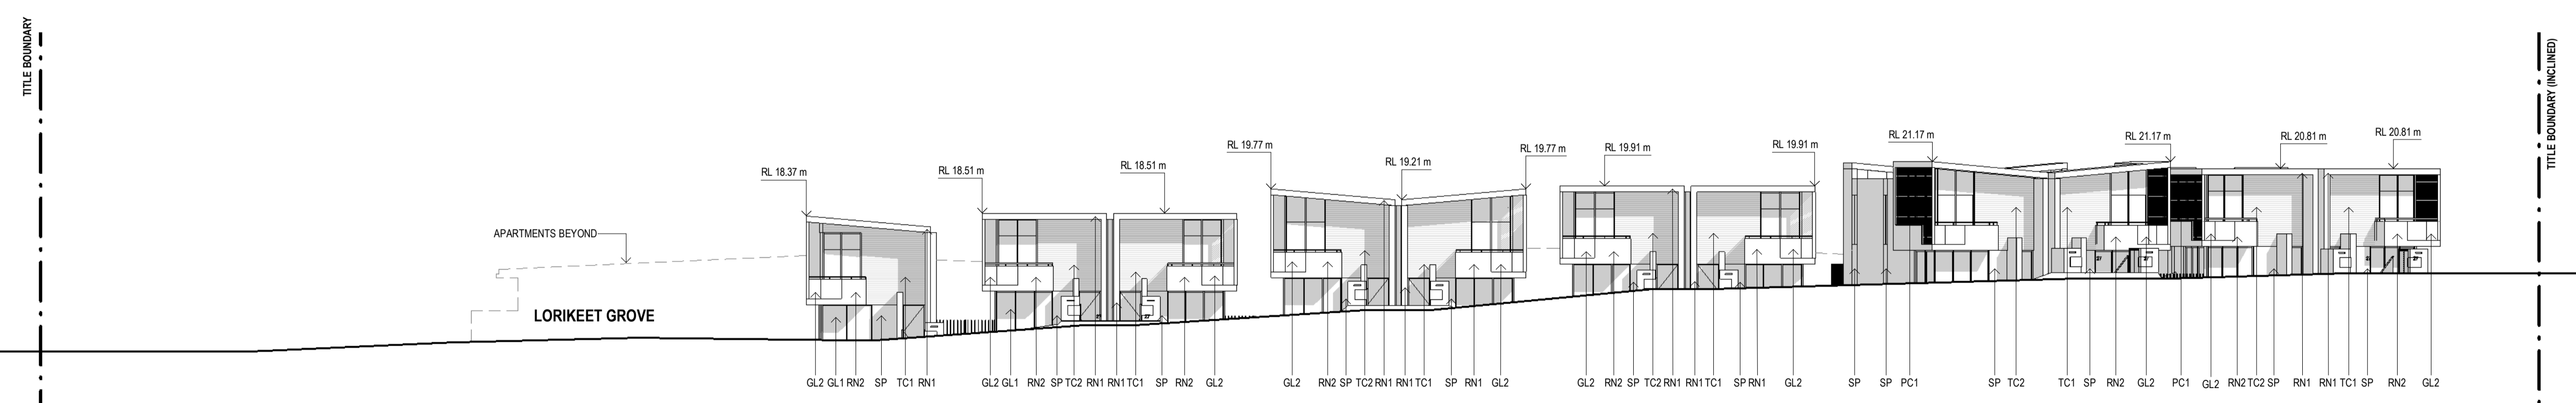 TITLE BOUNDARY
TITLE BOUNDARY (INCLINED)
RL 18.37 m
RL 18.51 m
RL 18.51 m
RL 19.77 m
RL 19.21 m
RL 19.77 m
RL 19.91 m
RL 19.91 m
RL 21.17 m
RL 21.17 m
RL 20.81 m
RL 20.81 m
APARTMENTS BEYOND
LORIKEET GROVE
GL2 GL1 RN2 SP TC1 RN1
GL2 GL1 RN2 SP TC2 RN1 RN1 TC1 SP RN2 GL2
GL2 RN2 SP TC2 RN1 RN1 TC1 SP RN1 GL2
GL2 RN2 SP TC2 RN1 RN1 TC1 SP RN1 GL2
SP SP PC1 SP TC2 TC1 SP RN2 GL2 PC1 GL2 RN2 TC2 SP RN1 RN1 TC1 SP RN2 GL2